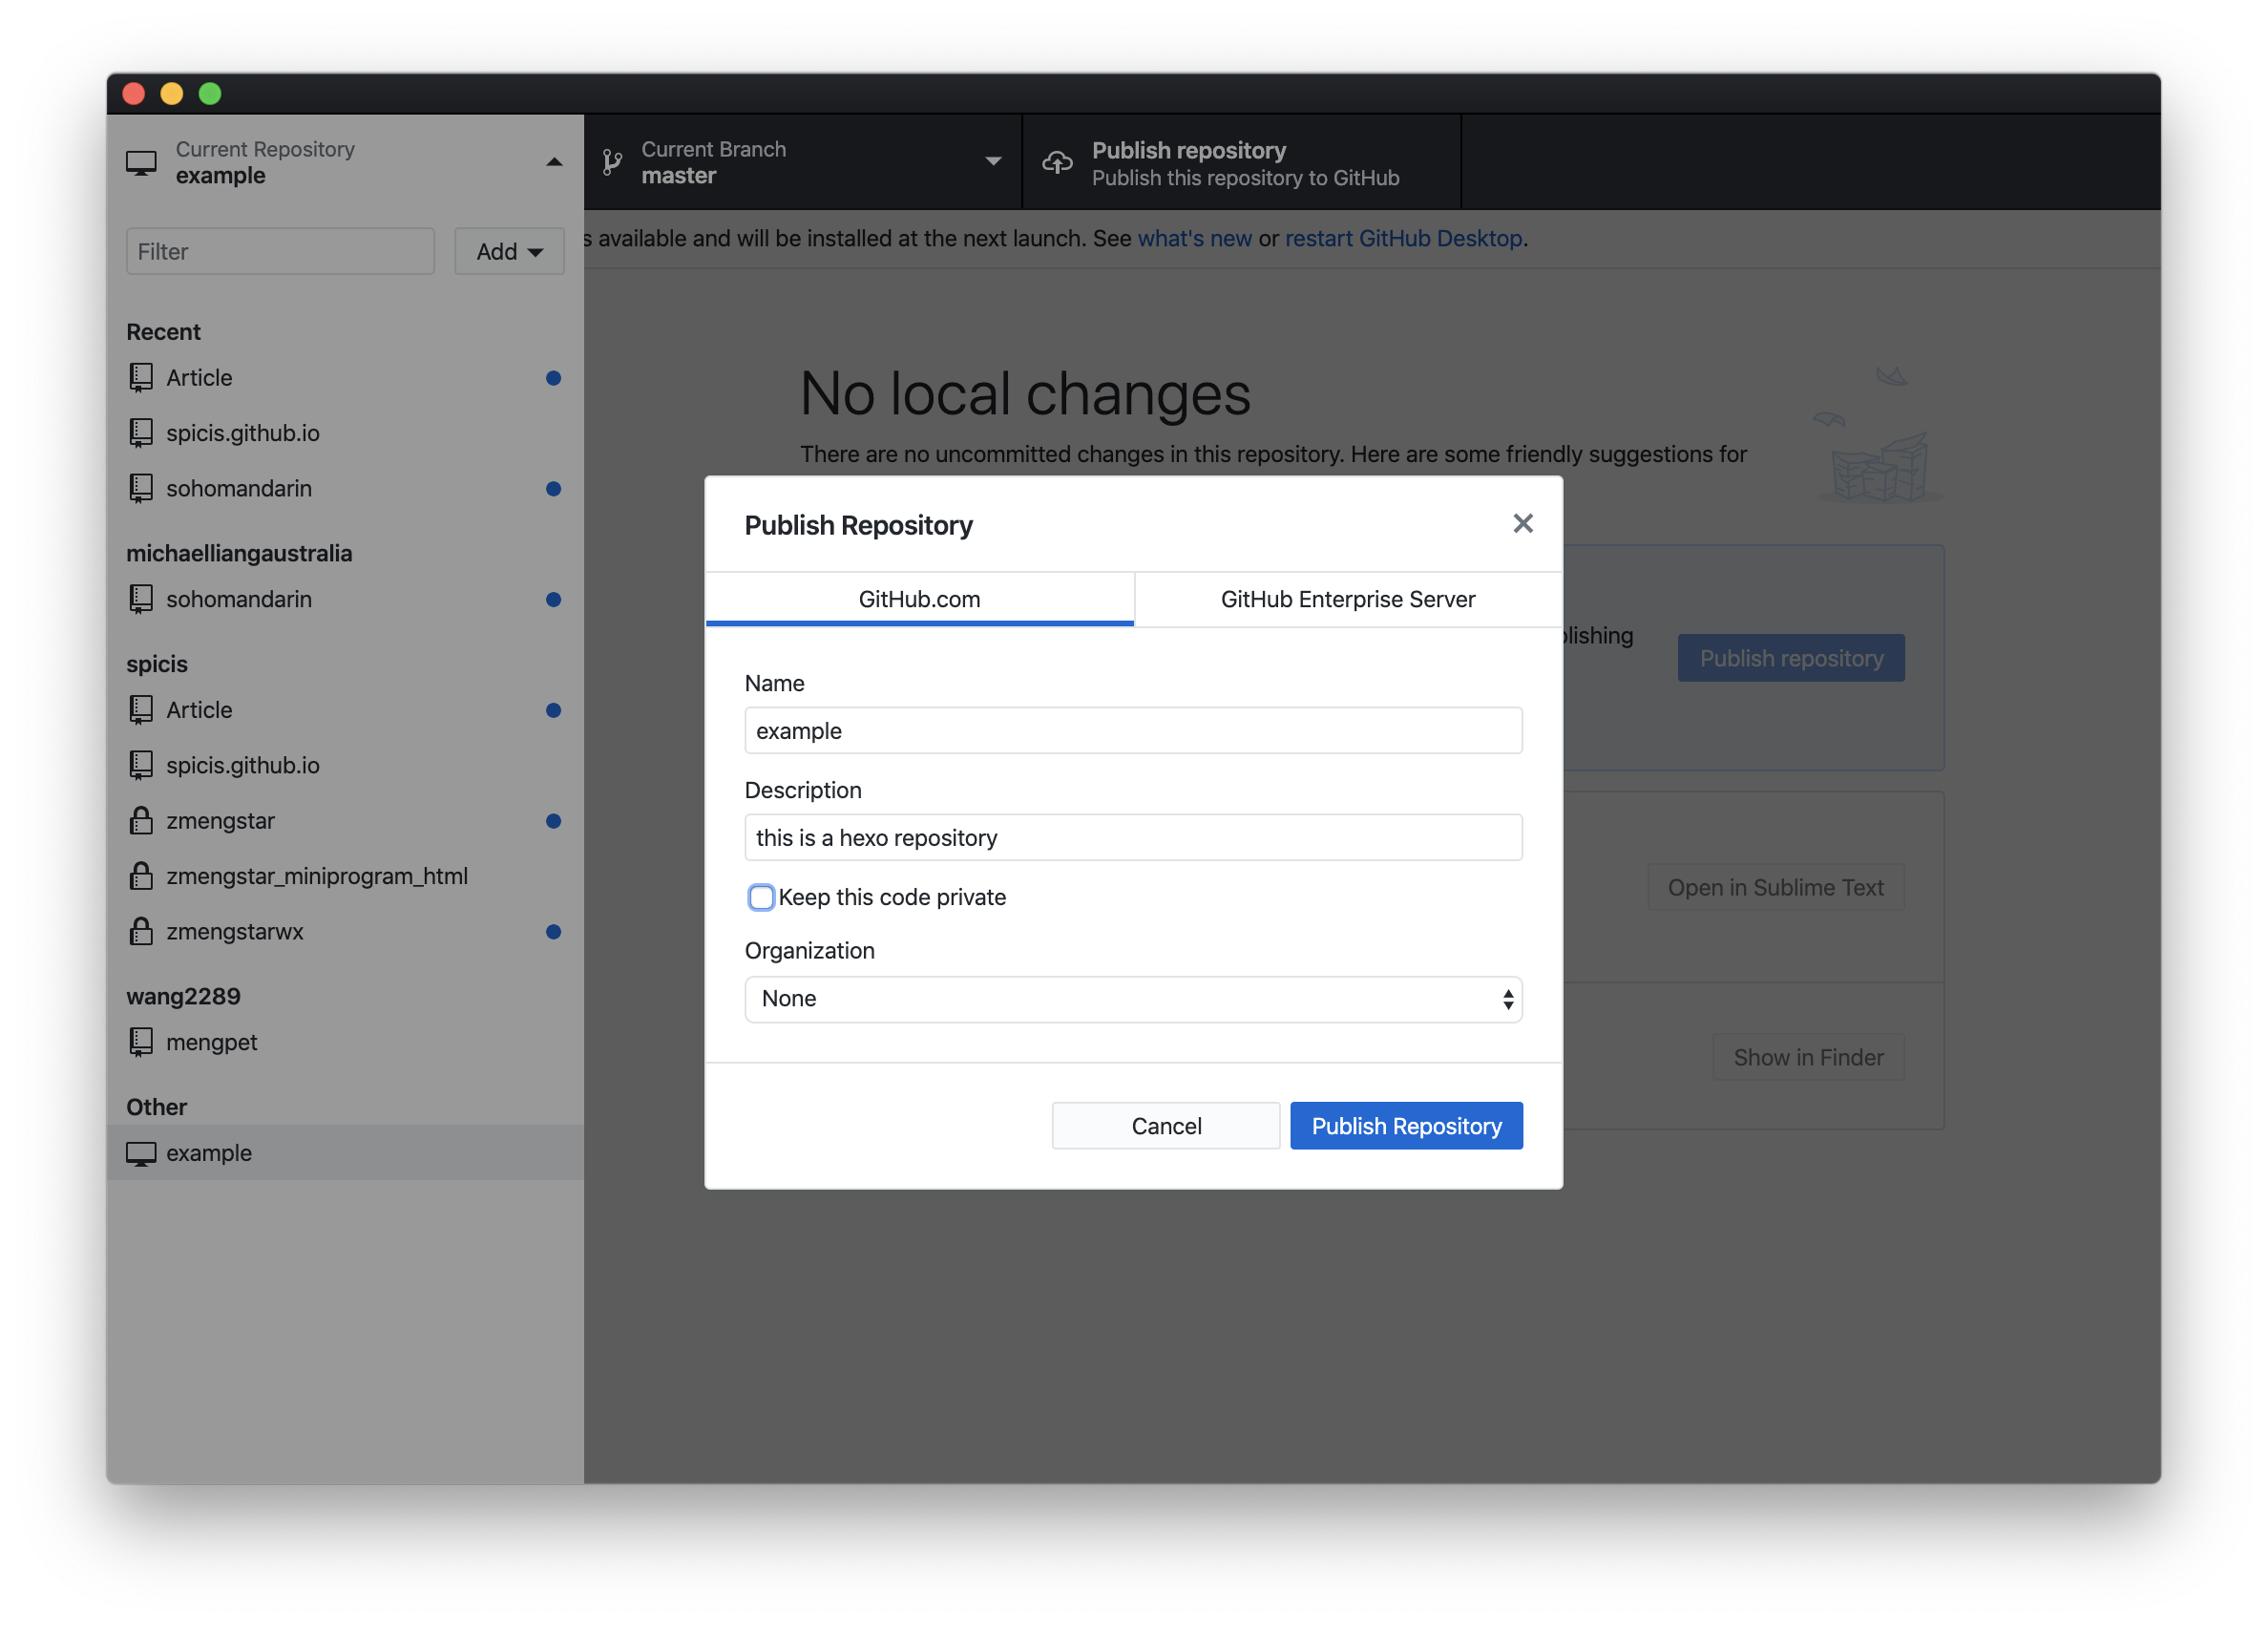 Current Repository
example
Current Branch
master
Publish repository
Publish this repository to GitHub
Filter
Add
s available and will be installed at the next launch. See what's new or restart GitHub Desktop.
Recent
Article
spicis.github.io
sohomandarin
michaelliangaustralia
sohomandarin
spicis
Article
spicis.github.io
zmengstar
zmengstar_miniprogram_html
zmengstarwx
wang2289
mengpet
Other
example
No local changes
There are no uncommitted changes in this repository. Here are some friendly suggestions for
lishing
Publish repository
Open in Sublime Text
Show in Finder
Publish Repository
GitHub.com
GitHub Enterprise Server
Name
example
Description
this is a hexo repository
Keep this code private
Organization
None
Cancel
Publish Repository